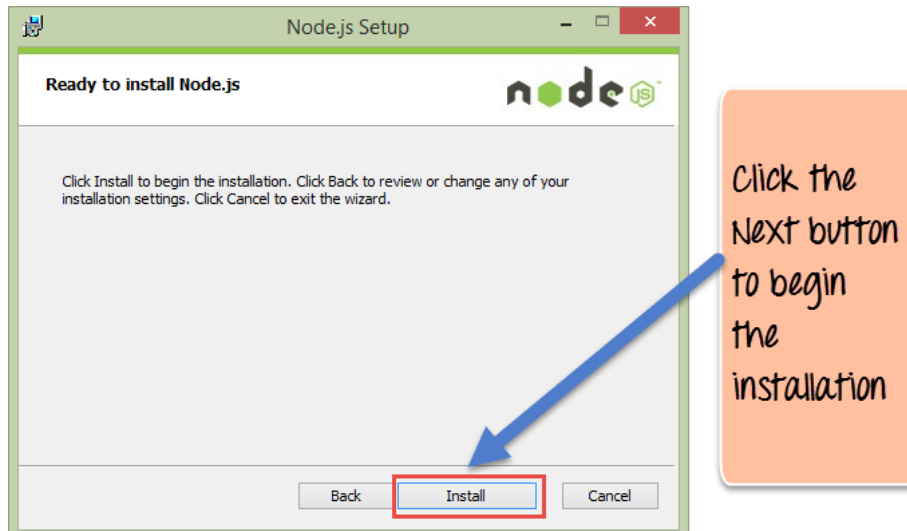 Node.js Setup
Ready to install Node.js
node JS
Click Install to begin the installation. Click Back to review or change any of your
installation settings. Click Cancel to exit the wizard.
Click the
Next button
to begin
the
installation
Back Install Cancel